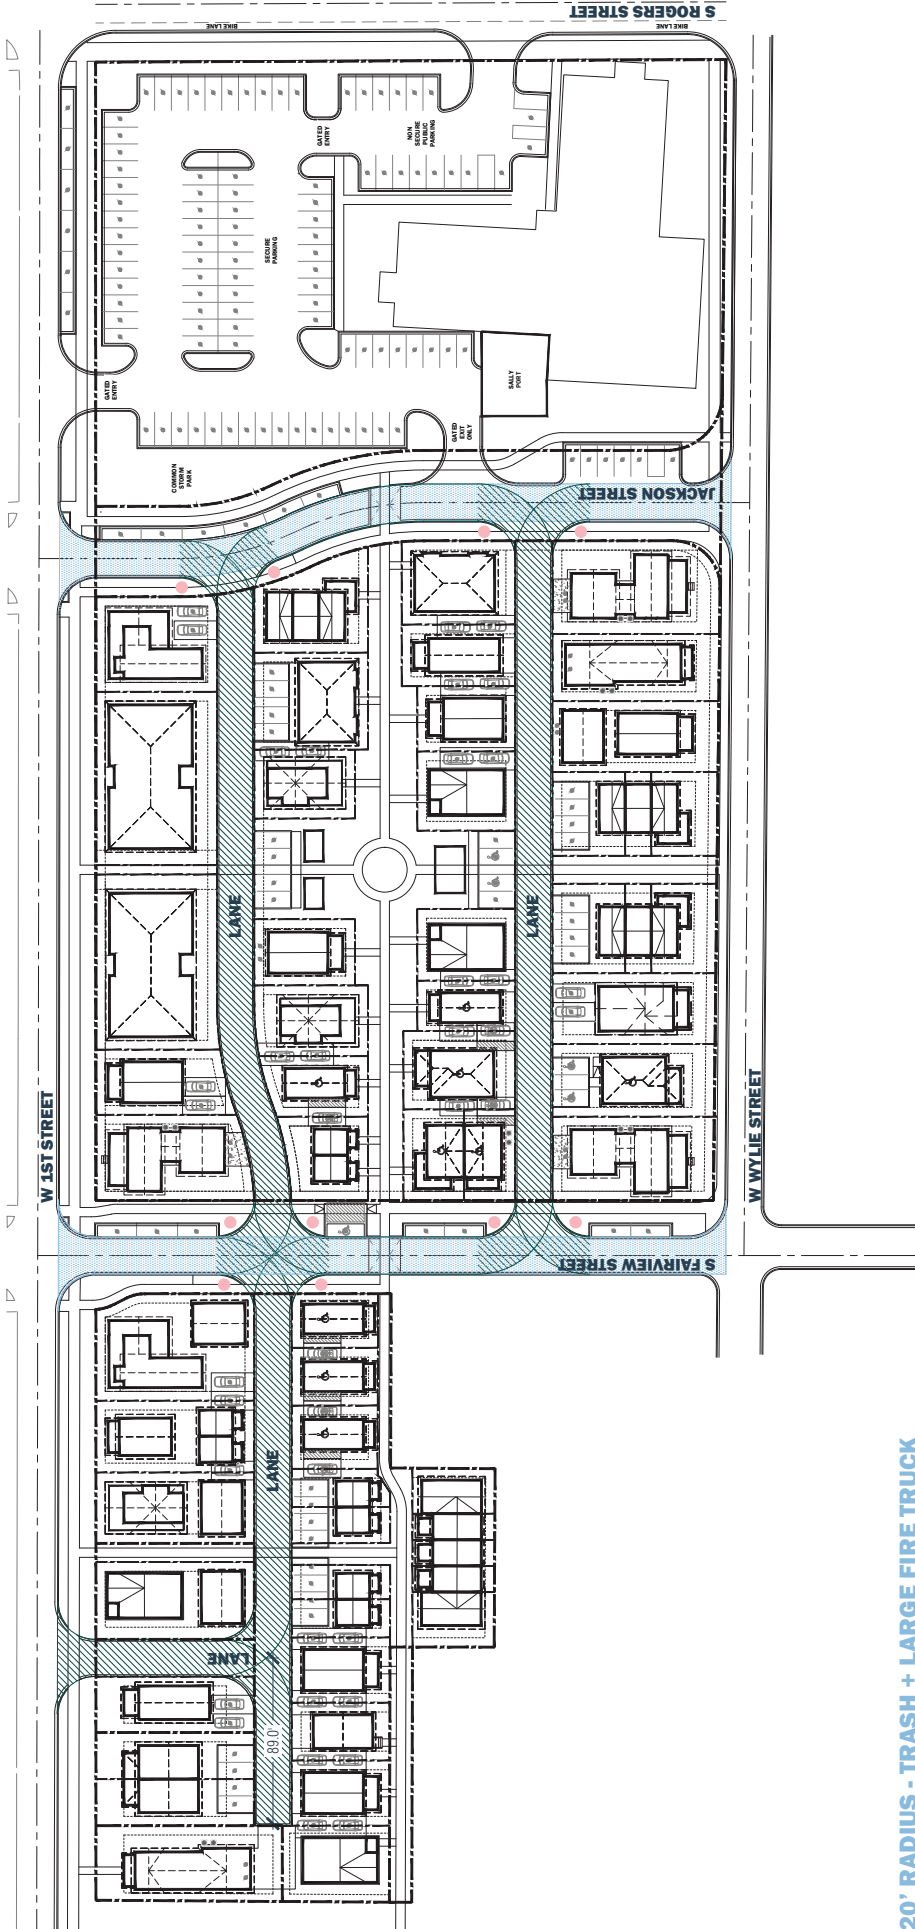 S ROGERS STREET
BIKE LANE
BIKE LANE
GATED
ENTRY
NON
SECURE
PUBLIC
PARKING
SECURE
PARKING
GATED
ENTRY
SALLY
PORT
GATED
EXIT
ONLY
COMMON
STORM
PARK
JACKSON STREET
LANE
LANE
W 1ST STREET
W WYLIE STREET
S FAIRVIEW STREET
LANE
LANE
89.0'
20' RADIUS - TRASH + LARGE FIRE TRUCK